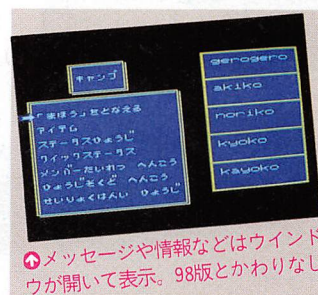 キャンプ
「まほう」をとなえる
アイテム
ステータスひょうじ
クイックステータス
メンバーたいれつ へんこう
ひょうじそくど へんこう
せいりょくはんい ひょうじ
gerogero
akiko
noriko
kyoko
kayoko
メッセージや情報などはウインド
ウが開いて表示。98版とかわりなし